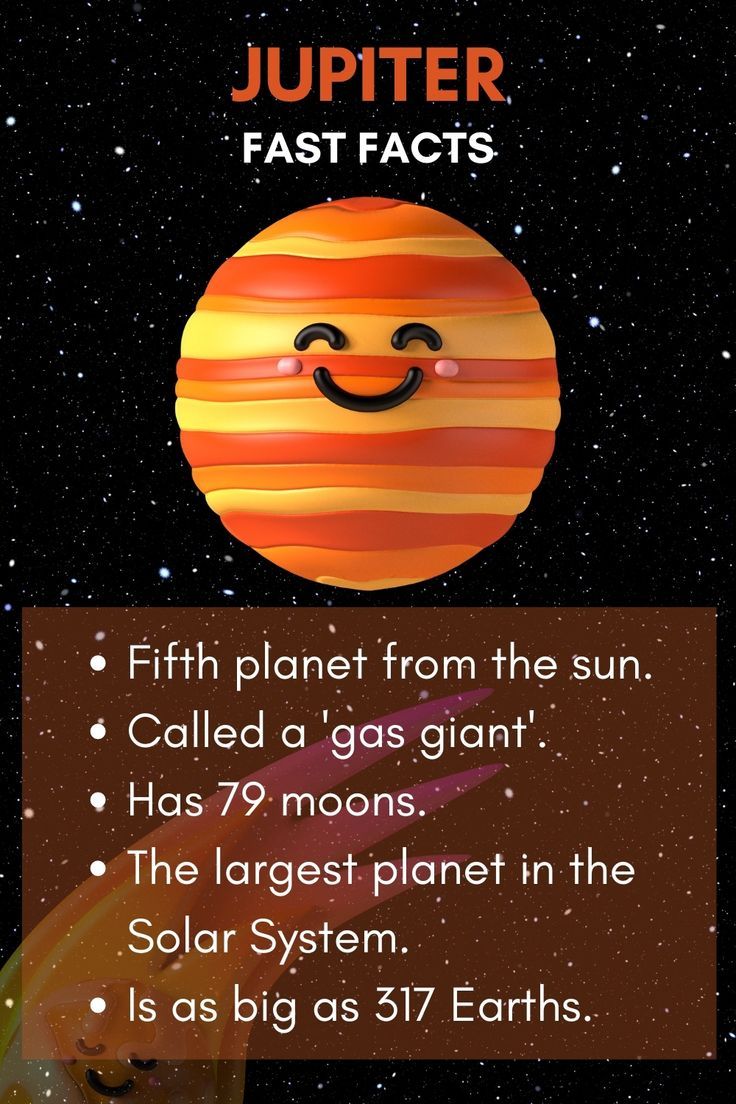 JUPITER
FAST FACTS
• Fifth planet from the sun.
• Called a 'gas giant'.
• Has 79 moons.
• The largest planet in the
Solar System.
• Is as big as 317 Earths.